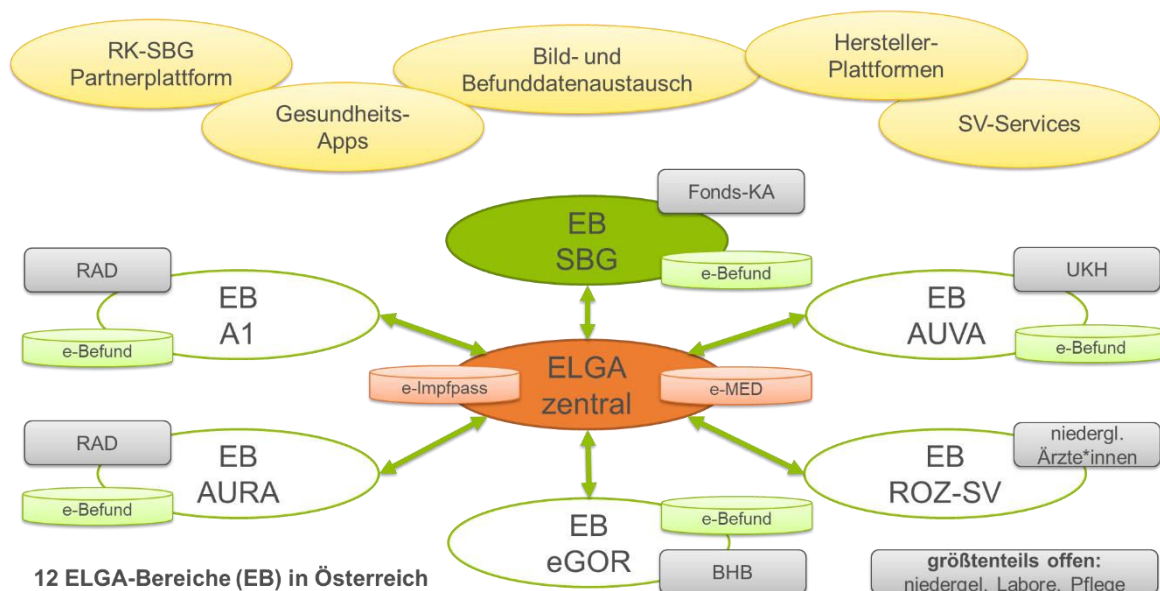 RK-SBG
Partnerplattform
Gesundheits-
Apps
Bild- und
Befunddatenaustausch
Hersteller-
Plattformen
SV-Services
Fonds-KA
EB
SBG
e-Befund
RAD
EB
A1
e-Befund
UKH
EB
AUVA
e-Befund
ELGA
zentral
e-Impfpass
e-MED
RAD
EB
AURA
e-Befund
niedergl.
Ärzte*innen
EB
ROZ-SV
e-Befund
EB
eGOR
BHB
12 ELGA-Bereiche (EB) in Österreich
größtenteils offen:
niedergel. Labore, Pflege